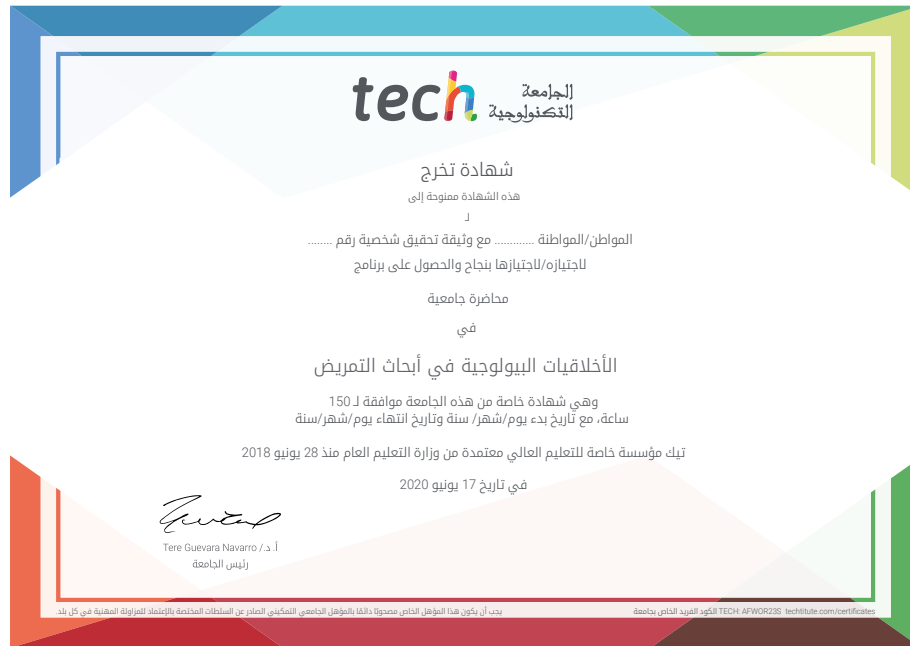 tech الجامعة
التكنولوجية
شهادة تخرج
هذه الشهادة ممنوحة إلى
لـ
المواطن/المواطنة ............ مع وثيقة تحقيق شخصية رقم ........
لاجتيازه/لاجتيازها بنجاح والحصول على برنامج
محاضرة جامعية
في
الأخلاقيات البيولوجية في أبحاث التمريض
وهي شهادة خاصة من هذه الجامعة موافقة لـ 150
ساعة، مع تاريخ بدء يوم/شهر/ سنة وتاريخ انتهاء يوم/شهر/سنة
تيك مؤسسة خاصة للتعليم العالي معتمدة من وزارة التعليم العام منذ 28 يونيو 2018
في تاريخ 17 يونيو 2020
أ. د./ Tere Guevara Navarro
رئيس الجامعة
يجب أن يكون هذا المؤهل الخاص مصحوبًا دائمًا بالمؤهل الجامعي التمكيني الصادر عن السلطات المختصة بالإعتماد للمزاولة المهنية في كل بلد.
الكود الفريد الخاص بجامعة TECH: AFWOR23S techtitute.com/certificates